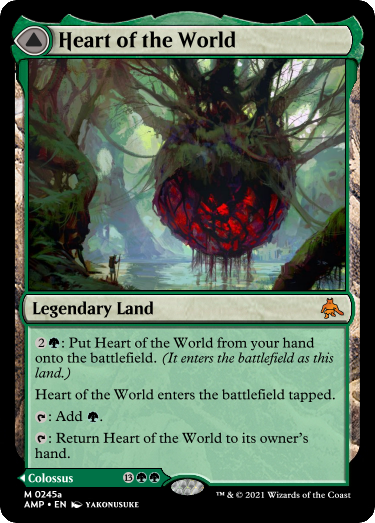 Heart of the World
Legendary Land
2: Put Heart of the World from your hand
onto the battlefield. (It enters the battlefield as this
land.)
Heart of the World enters the battlefield tapped.
: Add .
: Return Heart of the World to its owner's
hand.
Colossus 15
M 0245a
AMP • EN YAKONUSUKE
™ & © 2021 Wizards of the Coast